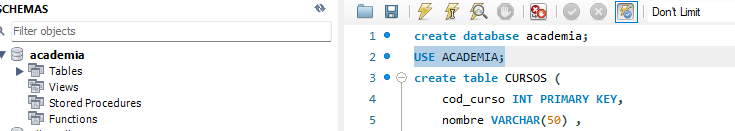 SCHEMAS
Filter objects
academia
Tables
Views
Stored Procedures
Functions
Don't Limit
1 create database academia;
2 USE ACADEMIA;
3 create table CURSOS (
4 cod_curso INT PRIMARY KEY,
5 nombre VARCHAR(50) ,